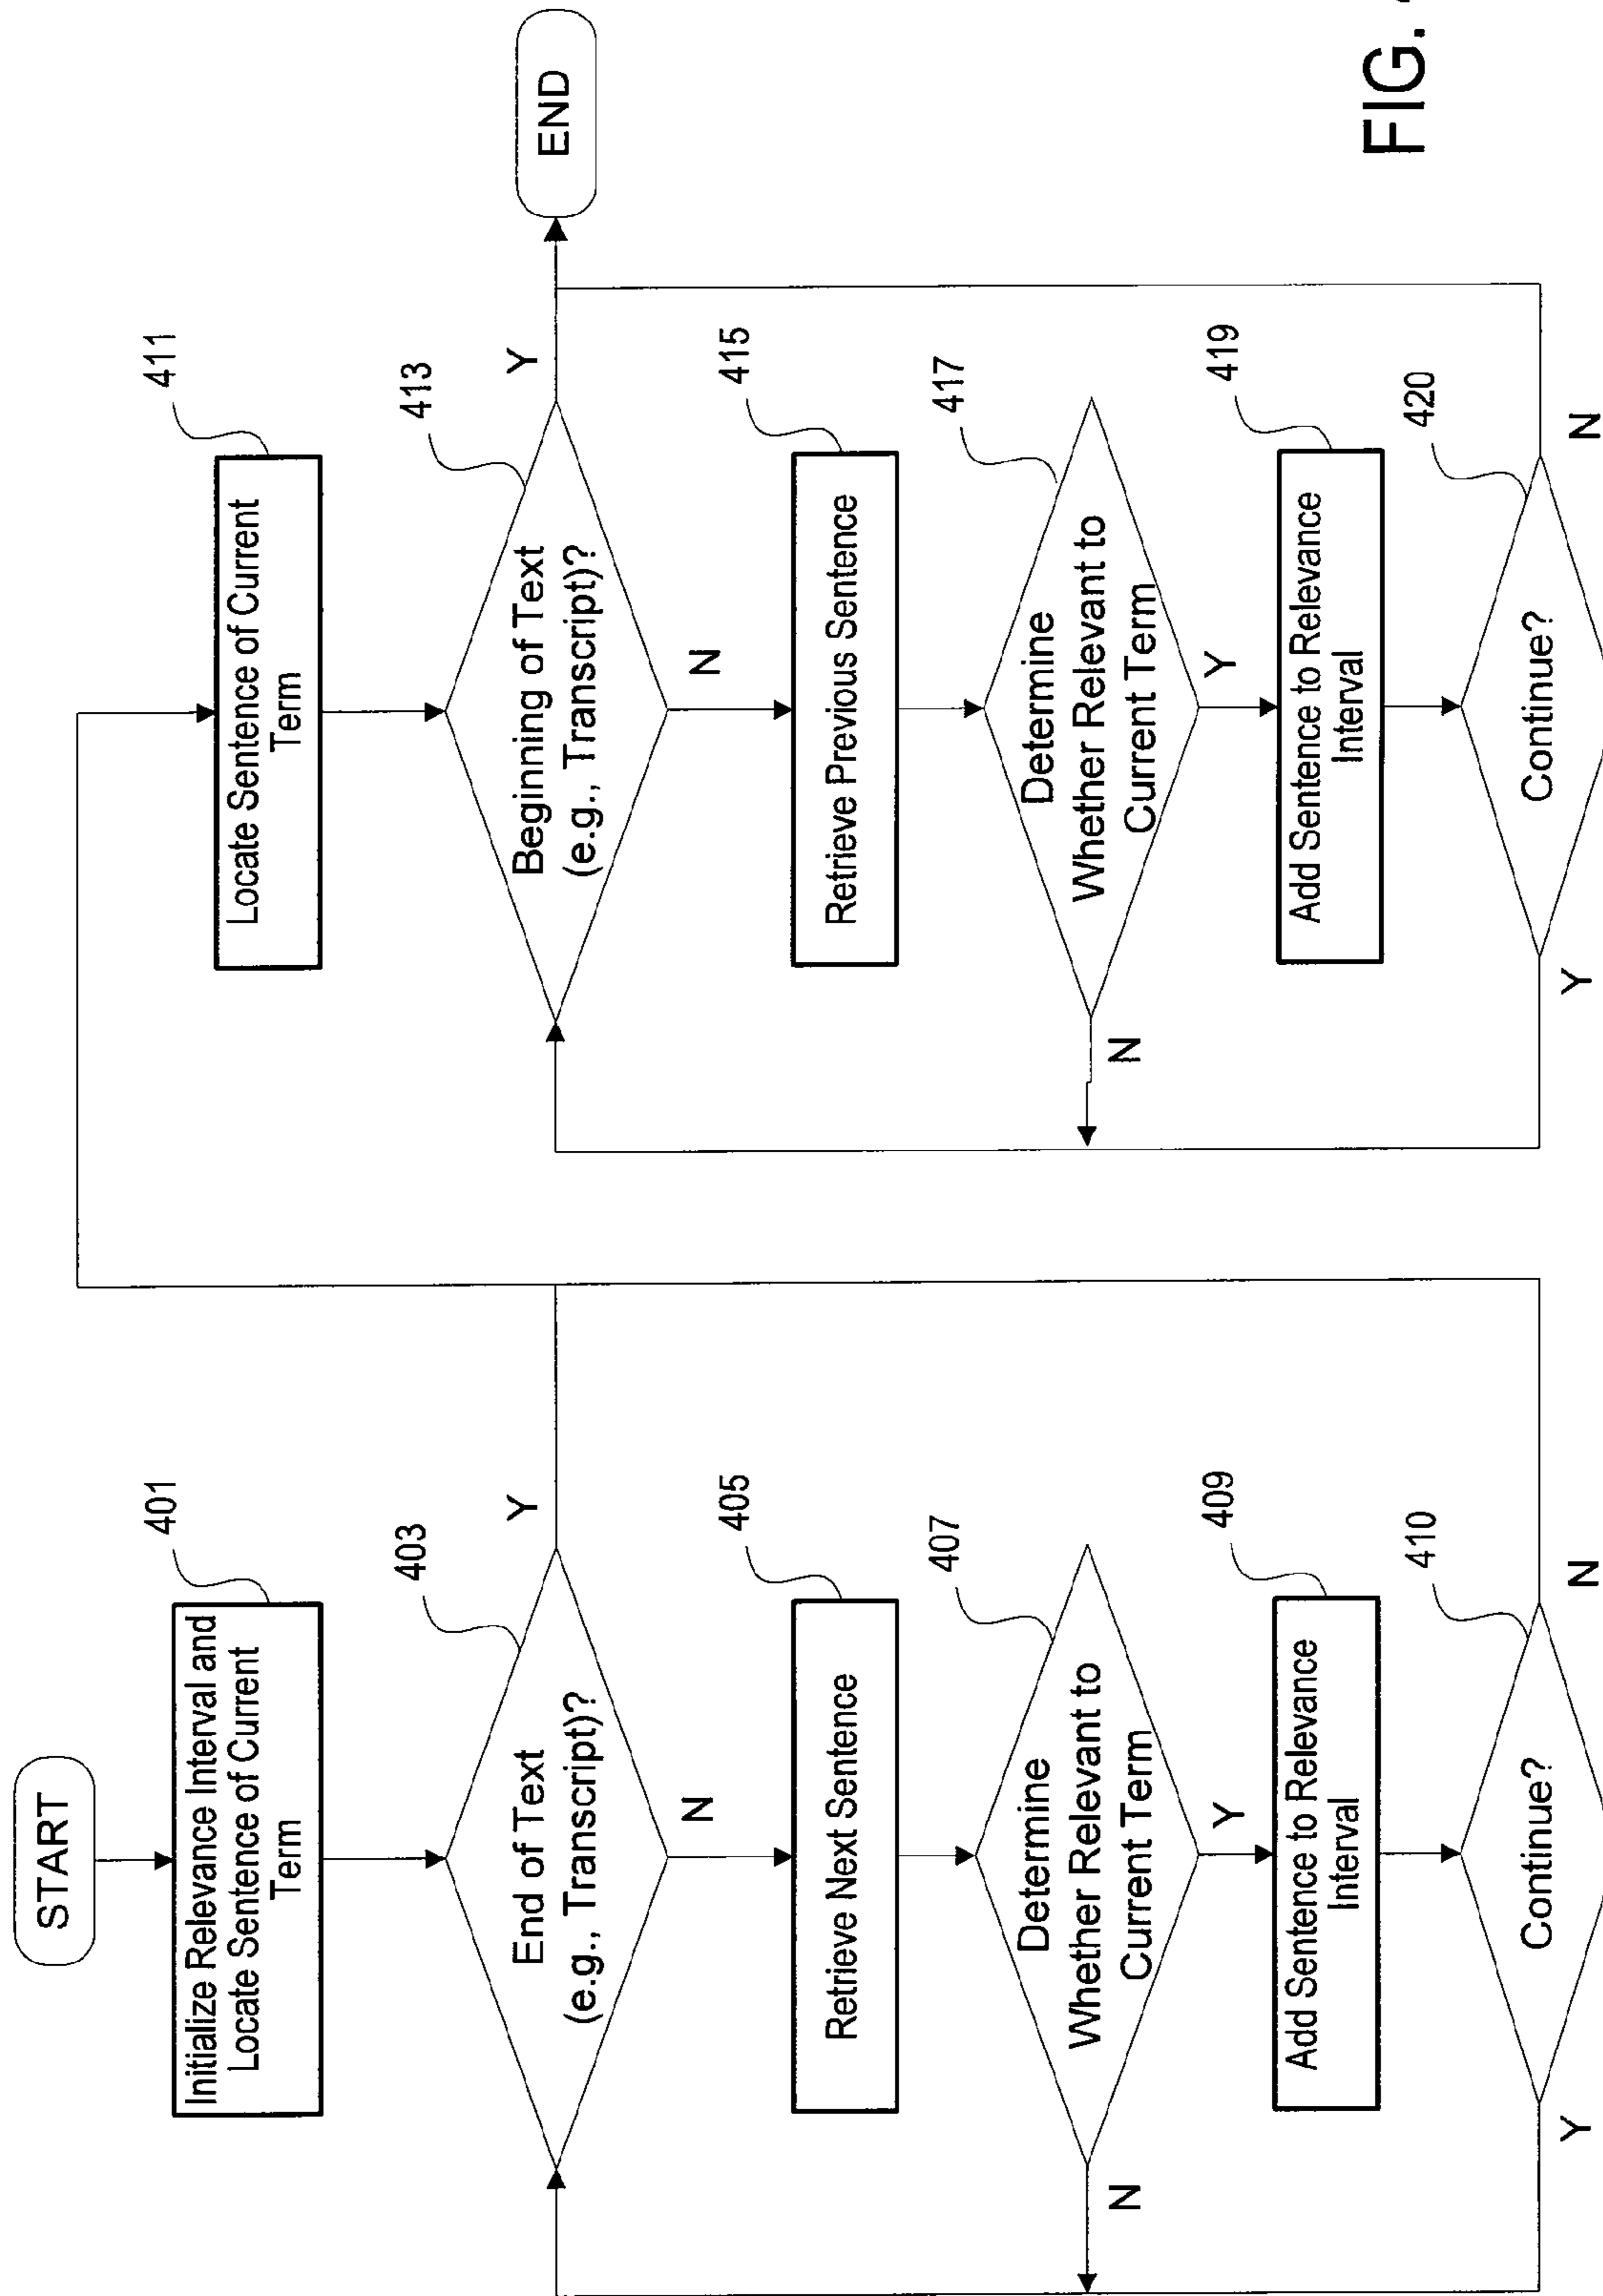 START
Initialize Relevance Interval and
Locate Sentence of Current
Term
401
End of Text
(e.g., Transcript)?
403
Y
N
Retrieve Next Sentence
405
Determine
Whether Relevant to
Current Term
407
N
Y
Add Sentence to Relevance
Interval
409
Continue?
410
Y
N
Locate Sentence of Current
Term
411
Beginning of Text
(e.g., Transcript)?
413
Y
N
Retrieve Previous Sentence
415
Determine
Whether Relevant to
Current Term
417
N
Y
Add Sentence to Relevance
Interval
419
Continue?
420
Y
N
END
FIG.